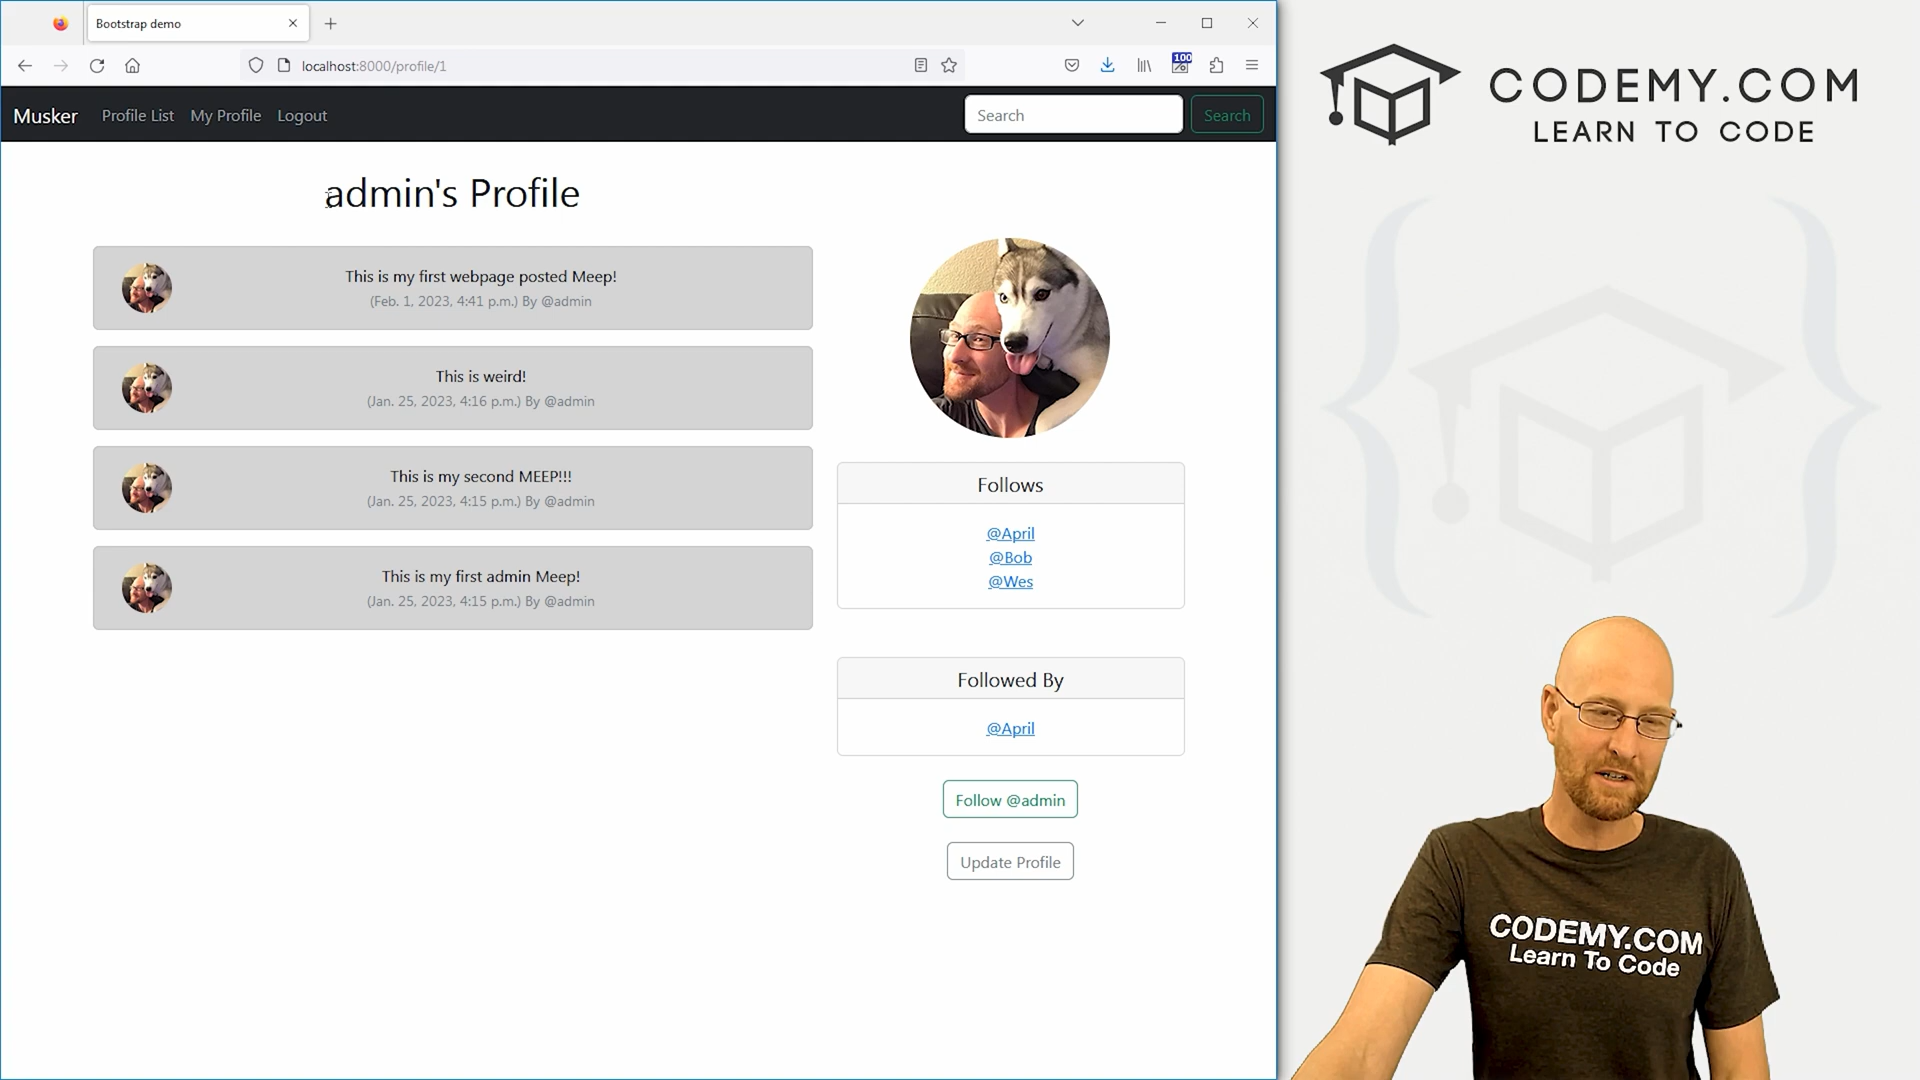 Bootstrap demo
localhost:8000/profile/1
100
Musker
Profile List
My Profile
Logout
Search
Search
admin's Profile
This is my first webpage posted Meep!
(Feb. 1, 2023, 4:41 p.m.) By @admin
This is weird!
(Jan. 25, 2023, 4:16 p.m.) By @admin
This is my second MEEP!!!
(Jan. 25, 2023, 4:15 p.m.) By @admin
This is my first admin Meep!
(Jan. 25, 2023, 4:15 p.m.) By @admin
Follows
@April
@Bob
@Wes
Followed By
@April
Follow @admin
Update Profile
CODEMY.COM
LEARN TO CODE
CODEMY.COM
Learn To Code